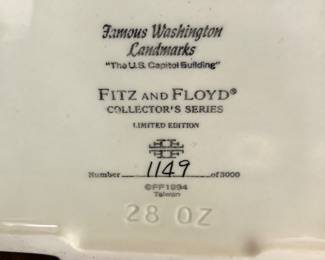 Famous Washington
Landmarks
"The U.S. Capitol Building"
FITZ AND FLOYD®
COLLECTOR'S SERIES
LIMITED EDITION
Number 1149 of 3000
©FF1994
Taiwan
28 OZ